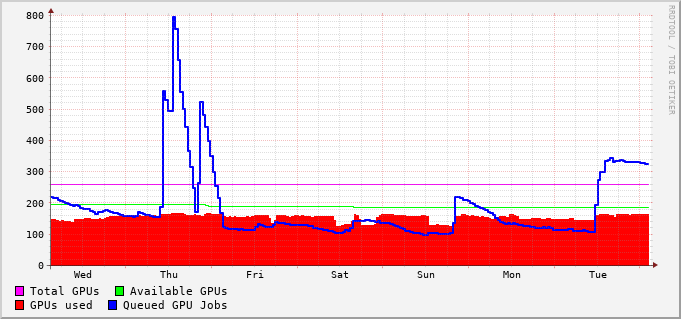 800
700
600
500
400
300
200
100
0
Wed Thu Fri Sat Sun Mon Tue
RRDTOOL / TOBI OETIKER
Total GPUs Available GPUs
GPUs used Queued GPU Jobs